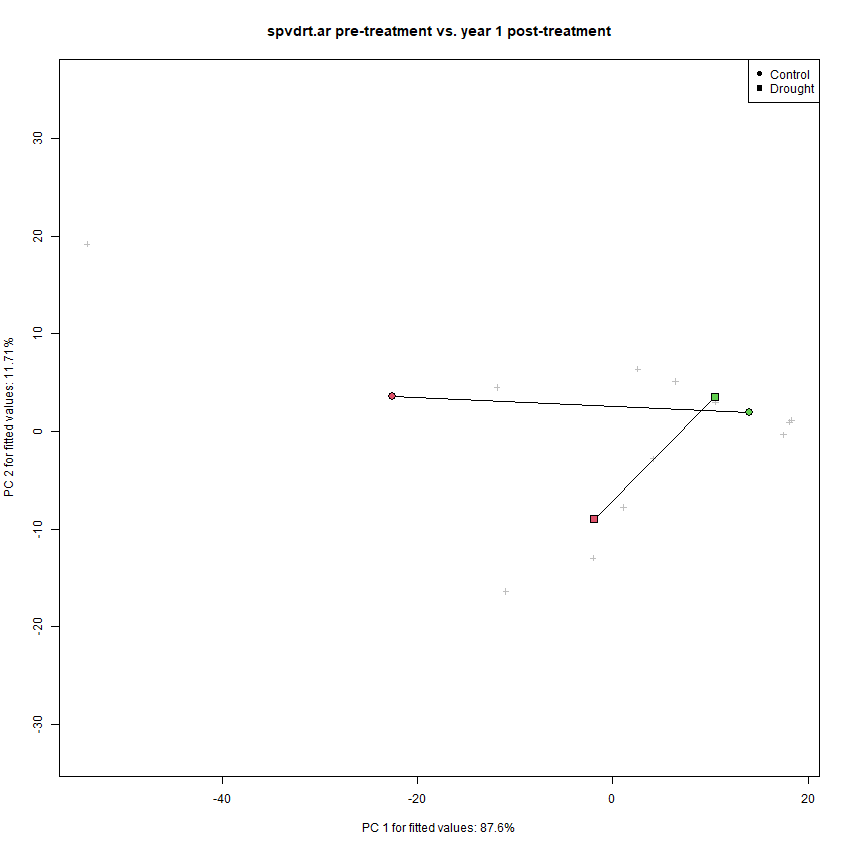 spvdrt.ar pre-treatment vs. year 1 post-treatment
Control
Drought
30
20
10
0
-10
-20
-30
PC 2 for fitted values: 11.71%
-40
-20
0
20
PC 1 for fitted values: 87.6%